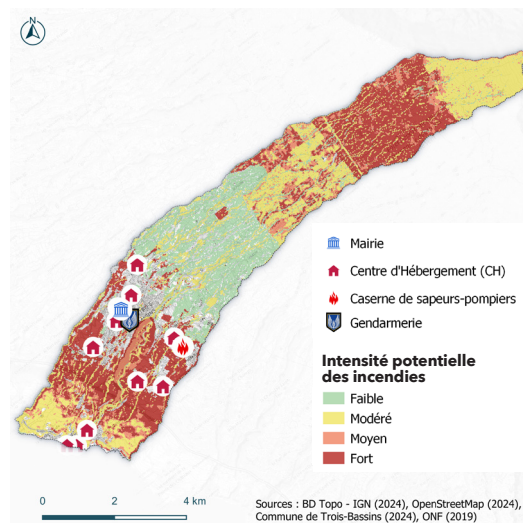 N
Mairie
Centre d'Hébergement (CH)
Caserne de sapeurs-pompiers
Gendarmerie
Intensité potentielle
des incendies
Faible
Modéré
Moyen
Fort
0 2 4 km
Sources : BD Topo - IGN (2024), OpenStreetMap (2024),
Commune de Trois-Bassins (2024), ONF (2019)